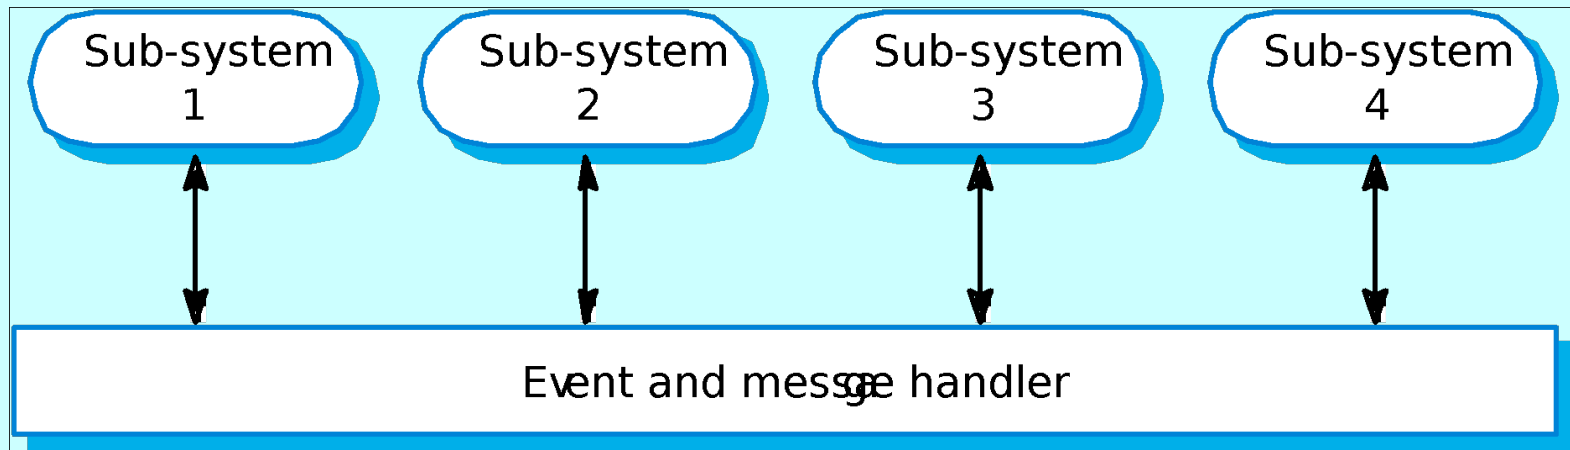 Sub-system
1
Sub-system
2
Sub-system
3
Sub-system
4
Event and message handler